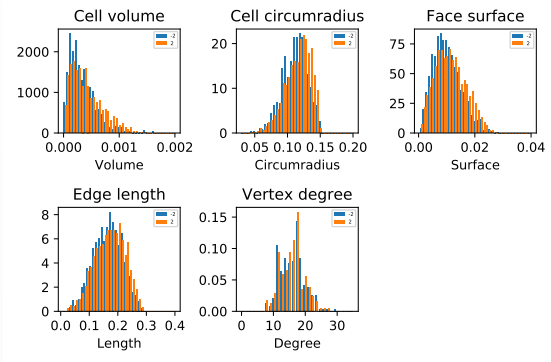 Cell volume
-2
2
2000
1000
0
0.000 0.001 0.002
Volume
Cell circumradius
-2
2
20
10
0
0.05 0.10 0.15 0.20
Circumradius
Face surface
-2
2
75
50
25
0
0.00 0.02 0.04
Surface
Edge length
-2
2
8
6
4
2
0
0.0 0.1 0.2 0.3 0.4
Length
Vertex degree
-2
2
0.15
0.10
0.05
0.00
0 10 20 30
Degree